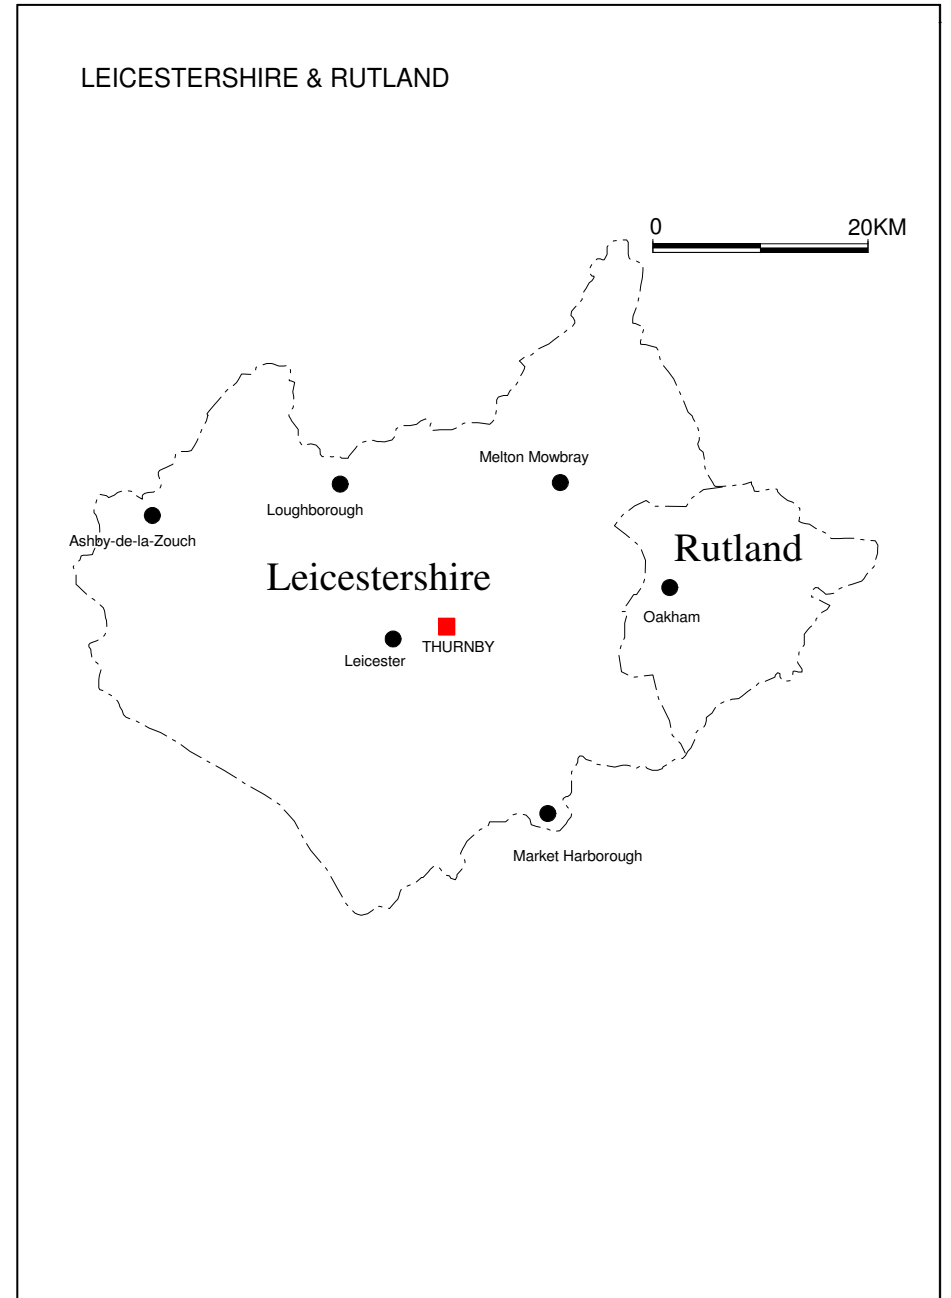 LEICESTERSHIRE & RUTLAND
0 20KM
Melton Mowbray
Loughborough
Ashby-de-la-Zouch
Rutland
Leicestershire
Oakham
THURNBY
Leicester
Market Harborough